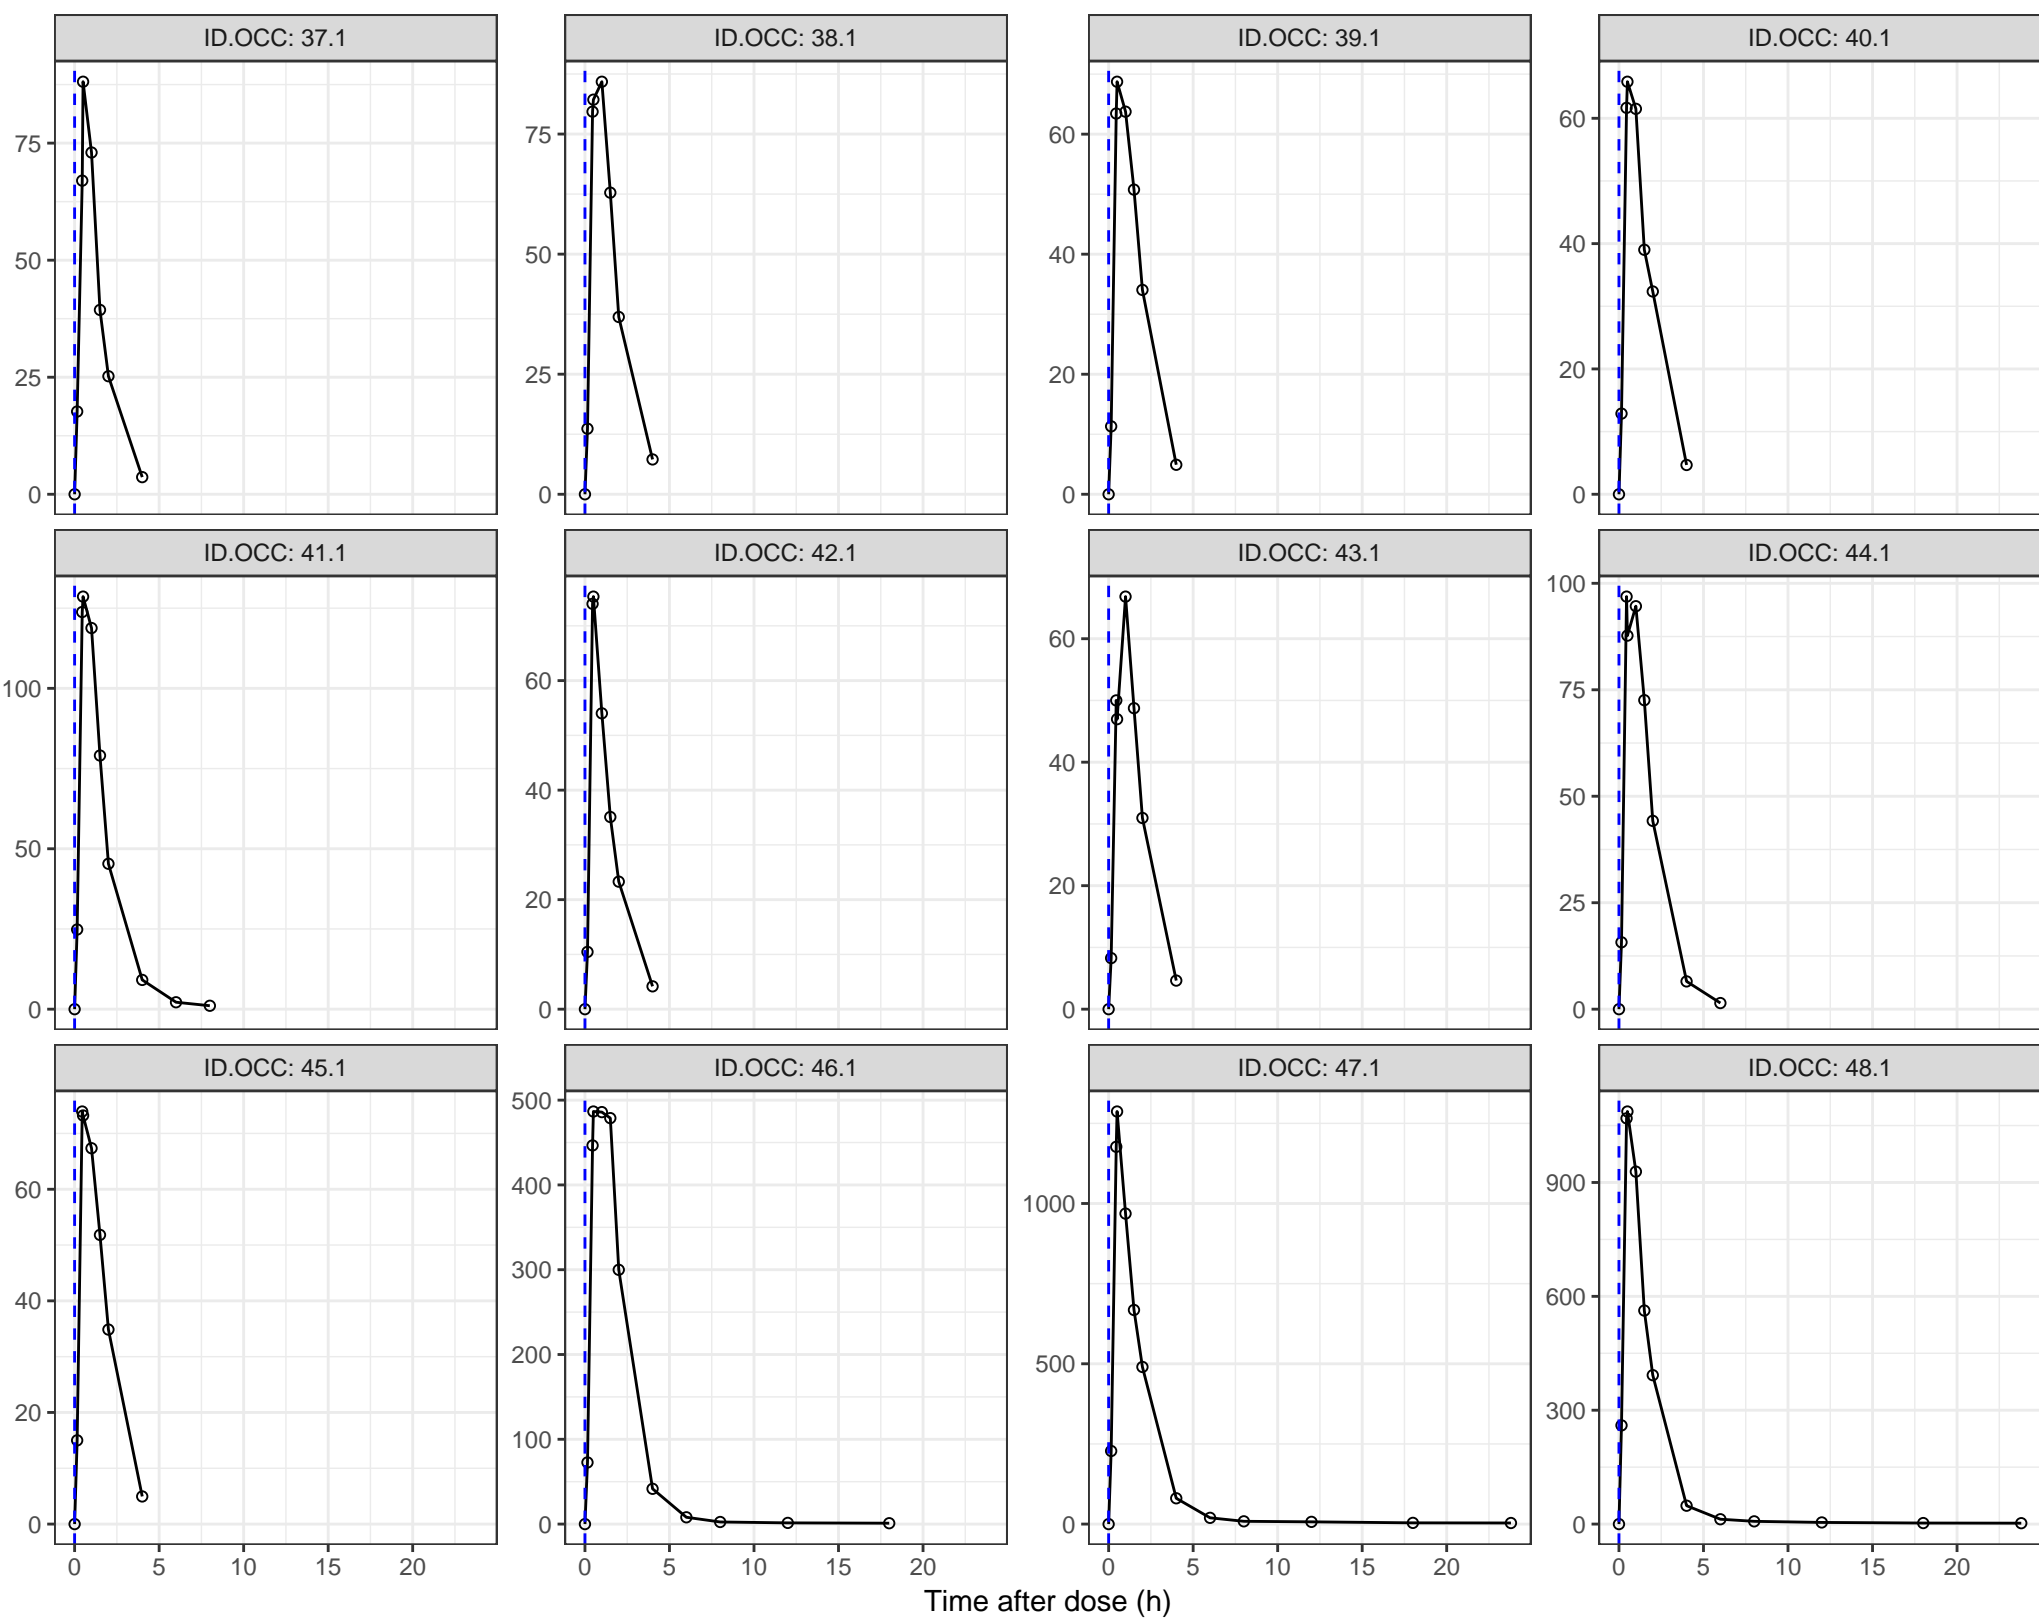 ID.OCC: 37.1 ID.OCC: 38.1 ID.OCC: 39.1 ID.OCC: 40.1
75 75 60 60
50 50 40 40
25 25 20 20
0 0 0 0
ID.OCC: 41.1 ID.OCC: 42.1 ID.OCC: 43.1 ID.OCC: 44.1
100 60 60 100
50 40 40 75
0 20 20 50
0 0 25
0
ID.OCC: 45.1 ID.OCC: 46.1 ID.OCC: 47.1 ID.OCC: 48.1
60 500 1000 900
40 400 500 600
20 300 0 300
0 200 0
100
0
0 5 10 15 20 0 5 10 15 20 0 5 10 15 20 0 5 10 15 20
Time after dose (h)